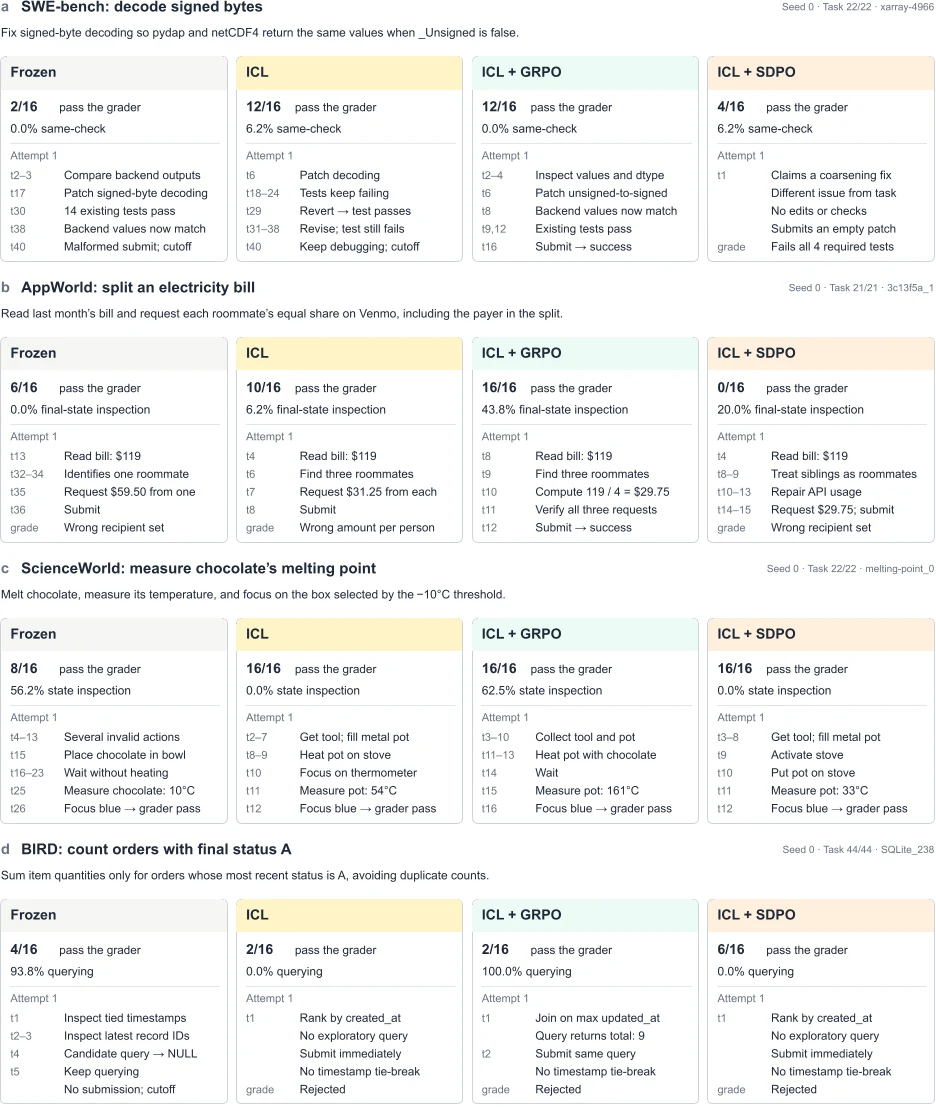 a SWE-bench: decode signed bytes Seed 0 · Task 22/22 · xarray-4966
Fix signed-byte decoding so pydap and netCDF4 return the same values when _Unsigned is false.
Frozen
2/16 pass the grader
0.0% same-check
Attempt 1
t2–3 Compare backend outputs
t17 Patch signed-byte decoding
t30 14 existing tests pass
t38 Backend values now match
t40 Malformed submit; cutoff
ICL
12/16 pass the grader
6.2% same-check
Attempt 1
t6 Patch decoding
t18–24 Tests keep failing
t29 Revert → test passes
t31–38 Revise; test still fails
t40 Keep debugging; cutoff
ICL + GRPO
12/16 pass the grader
0.0% same-check
Attempt 1
t2–4 Inspect values and dtype
t6 Patch unsigned-to-signed
t8 Backend values now match
t9,12 Existing tests pass
t16 Submit → success
ICL + SDPO
4/16 pass the grader
6.2% same-check
Attempt 1
t1 Claims a coarsening fix
Different issue from task
No edits or checks
Submits an empty patch
grade Fails all 4 required tests
b AppWorld: split an electricity bill Seed 0 · Task 21/21 · 3c13f5a_1
Read last month's bill and request each roommate's equal share on Venmo, including the payer in the split.
Frozen
6/16 pass the grader
0.0% final-state inspection
Attempt 1
t13 Read bill: $119
t32–34 Identifies one roommate
t35 Request $59.50 from one
t36 Submit
grade Wrong recipient set
ICL
10/16 pass the grader
6.2% final-state inspection
Attempt 1
t4 Read bill: $119
t6 Find three roommates
t7 Request $31.25 from each
t8 Submit
grade Wrong amount per person
ICL + GRPO
16/16 pass the grader
43.8% final-state inspection
Attempt 1
t8 Read bill: $119
t9 Find three roommates
t10 Compute 119 / 4 = $29.75
t11 Verify all three requests
t12 Submit → success
ICL + SDPO
0/16 pass the grader
20.0% final-state inspection
Attempt 1
t4 Read bill: $119
t8–9 Treat siblings as roommates
t10–13 Repair API usage
t14–15 Request $29.75; submit
grade Wrong recipient set
c ScienceWorld: measure chocolate's melting point Seed 0 · Task 22/22 · melting-point_0
Melt chocolate, measure its temperature, and focus on the box selected by the −10°C threshold.
Frozen
8/16 pass the grader
56.2% state inspection
Attempt 1
t4–13 Several invalid actions
t15 Place chocolate in bowl
t16–23 Wait without heating
t25 Measure chocolate: 10°C
t26 Focus blue → grader pass
ICL
16/16 pass the grader
0.0% state inspection
Attempt 1
t2–7 Get tool; fill metal pot
t8–9 Heat pot on stove
t10 Focus on thermometer
t11 Measure pot: 54°C
t12 Focus blue → grader pass
ICL + GRPO
16/16 pass the grader
62.5% state inspection
Attempt 1
t3–10 Collect tool and pot
t11–13 Heat pot with chocolate
t14 Wait
t15 Measure pot: 161°C
t16 Focus blue → grader pass
ICL + SDPO
16/16 pass the grader
0.0% state inspection
Attempt 1
t3–8 Get tool; fill metal pot
t9 Activate stove
t10 Put pot on stove
t11 Measure pot: 33°C
t12 Focus blue → grader pass
d BIRD: count orders with final status A Seed 0 · Task 44/44 · SQLite_238
Sum item quantities only for orders whose most recent status is A, avoiding duplicate counts.
Frozen
4/16 pass the grader
93.8% querying
Attempt 1
t1 Inspect tied timestamps
t2–3 Inspect latest record IDs
t4 Candidate query → NULL
t5 Keep querying
No submission; cutoff
ICL
2/16 pass the grader
0.0% querying
Attempt 1
t1 Rank by created_at
No exploratory query
Submit immediately
No timestamp tie-break
grade Rejected
ICL + GRPO
2/16 pass the grader
100.0% querying
Attempt 1
t1 Join on max updated_at
Query returns total: 9
t2 Submit same query
No timestamp tie-break
grade Rejected
ICL + SDPO
6/16 pass the grader
0.0% querying
Attempt 1
t1 Rank by created_at
No exploratory query
Submit immediately
No timestamp tie-break
grade Rejected